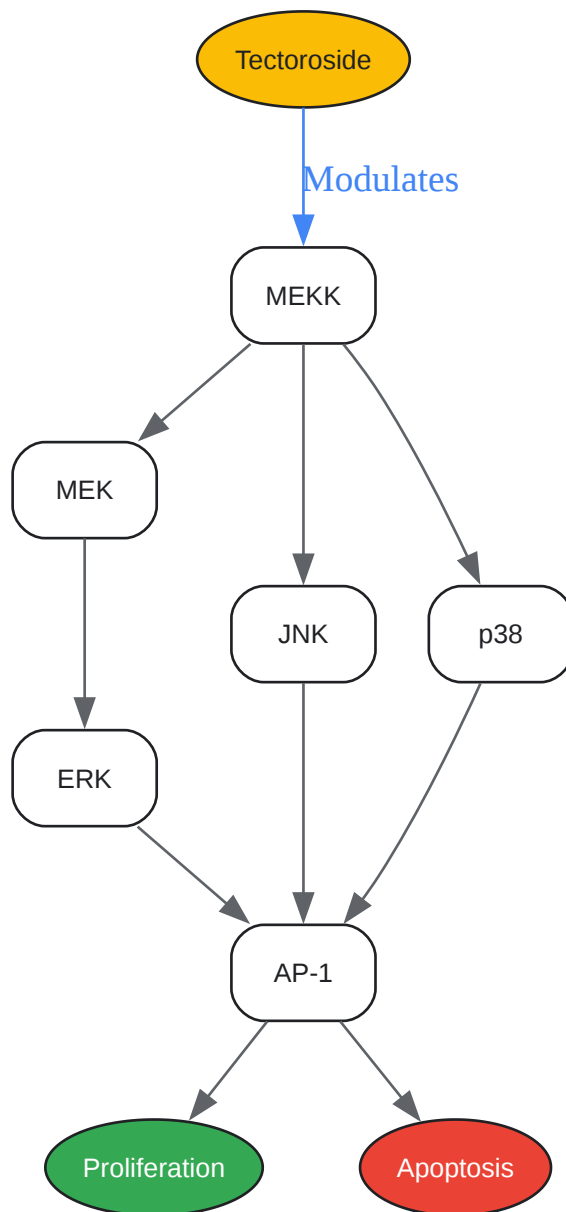 Tectoroside
Modulates
MEKK
MEK
JNK
p38
ERK
AP-1
Proliferation
Apoptosis